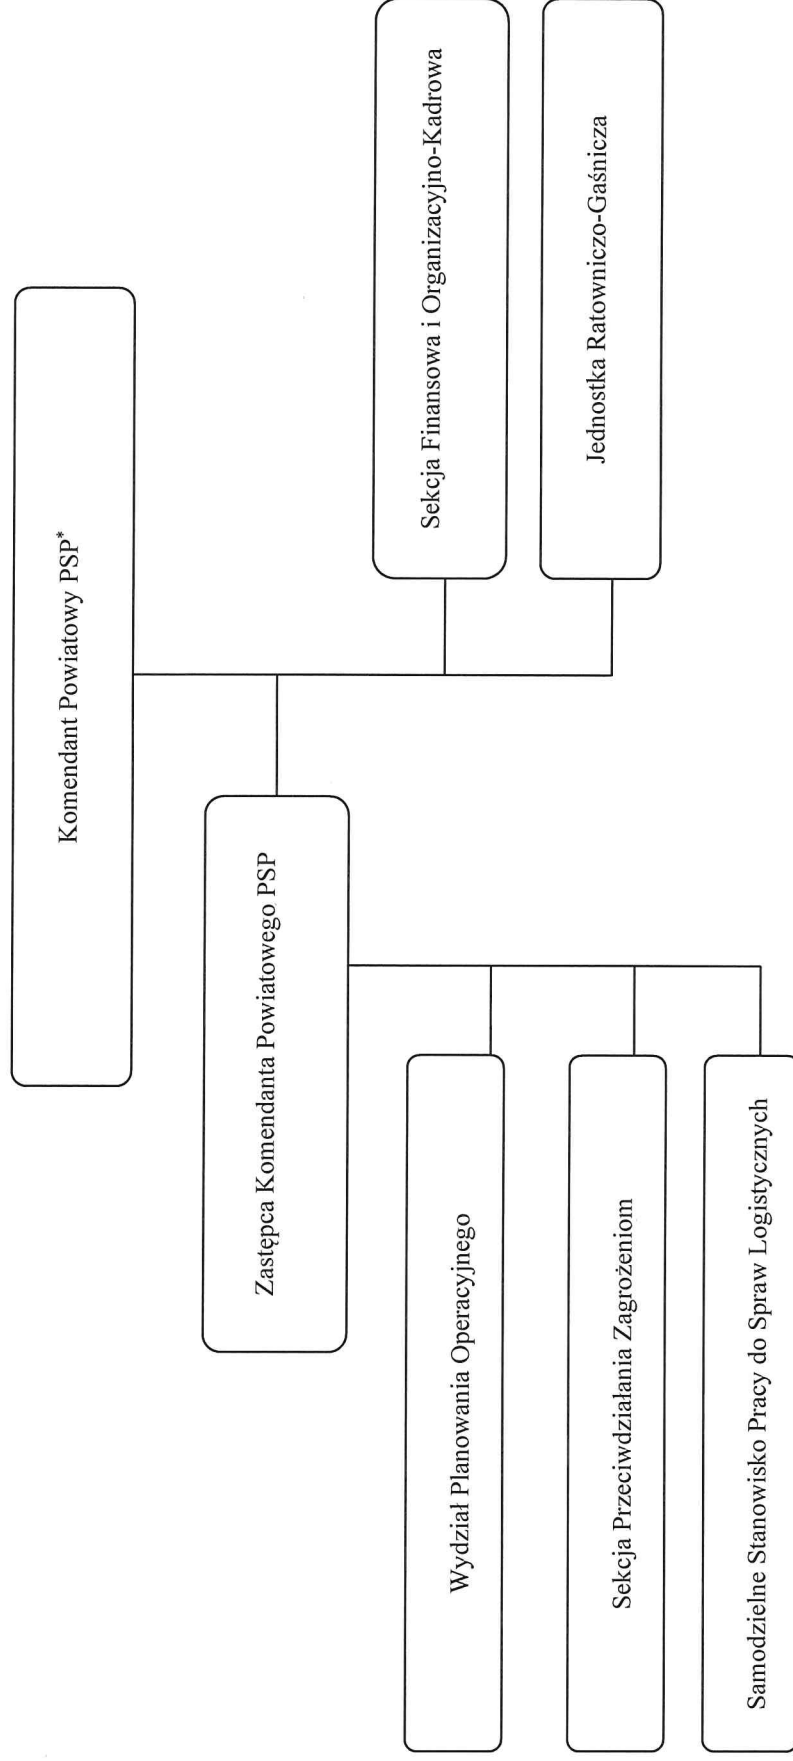 Komendant Powiatowy PSP*
Zastępca Komendanta Powiatowego PSP
Wydział Planowania Operacyjnego
Sekcja Przeciwdziałania Zagrożeniom
Samodzielne Stanowisko Pracy do Spraw Logistycznych
Sekcja Finansowa i Organizacyjno-Kadrowa
Jednostka Ratowniczo-Gaśnicza